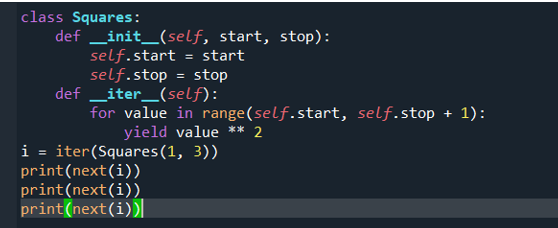 class Squares:
    def __init__(self, start, stop):
        self.start = start
        self.stop = stop
    def __iter__(self):
        for value in range(self.start, self.stop + 1):
            yield value ** 2
i = iter(Squares(1, 3))
print(next(i))
print(next(i))
print(next(i))